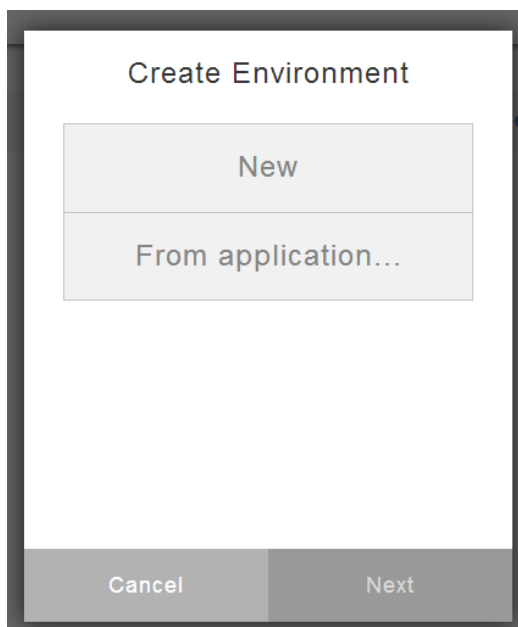 Create Environment
New
From application...
Cancel
Next